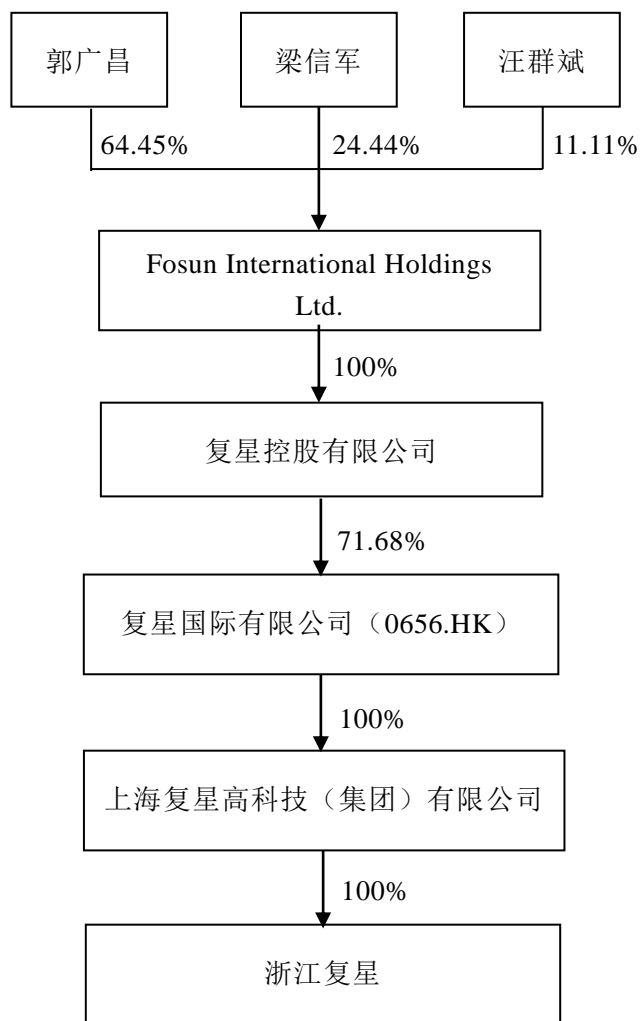 郭广昌
梁信军
汪群斌
64.45%
24.44%
11.11%
Fosun International Holdings
Ltd.
100%
复星控股有限公司
71.68%
复星国际有限公司（0656.HK）
100%
上海复星高科技（集团）有限公司
100%
浙江复星